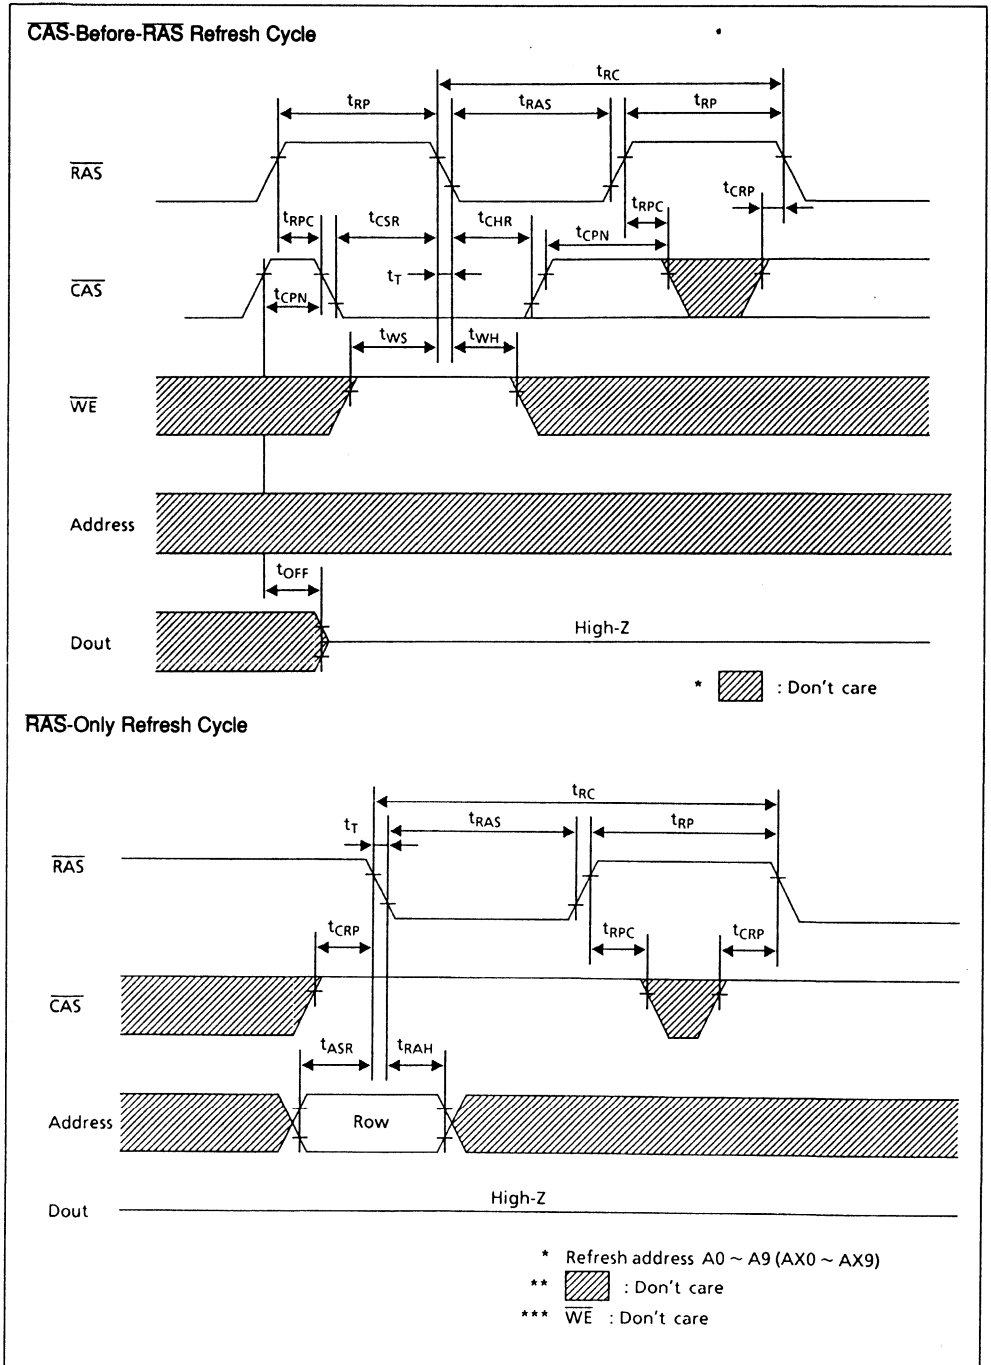 CAS-Before-RAS Refresh Cycle
tRC
tRP tRAS tRP
RAS
tCRP
tRPC tCSR tCHR tRPC
tCPN
tT
CAS
tCPN
tWS tWH
WE
Address
tOFF
Dout High-Z
* : Don't care
RAS-Only Refresh Cycle
tRC
tT tRAS tRP
RAS
tCRP tRPC tCRP
CAS
tASR tRAH
Address Row
Dout High-Z
* Refresh address A0 ~ A9 (AX0 ~ AX9)
** : Don't care
*** WE : Don't care